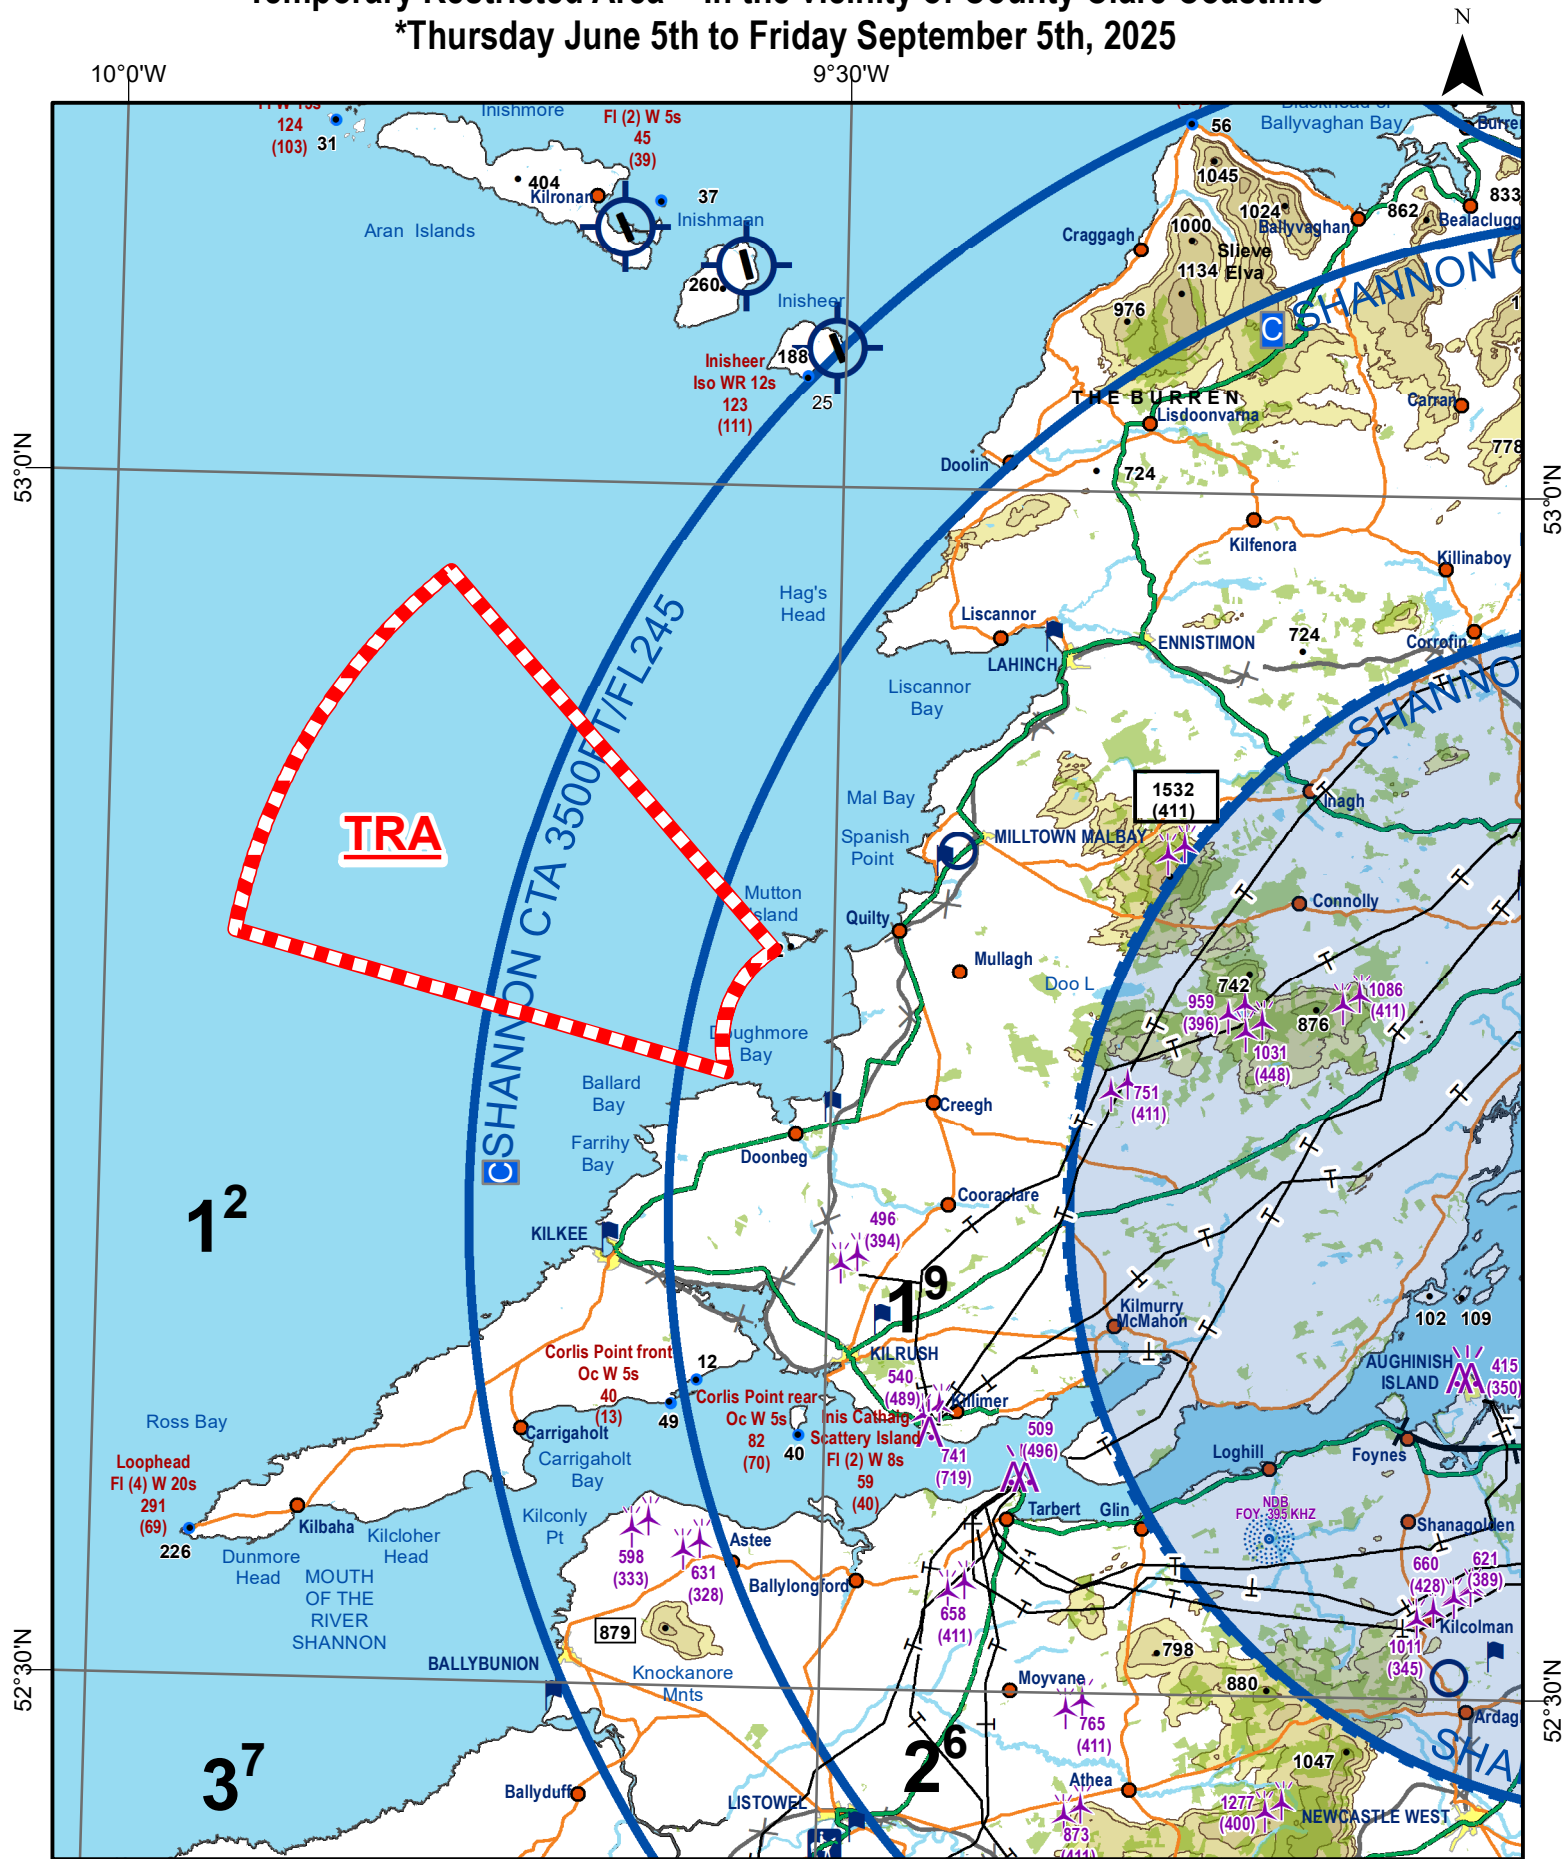 *Thursday June 5th to Friday September 5th, 2025
N
10°0'W
9°30'W
Inishmore
124
(103)
31
Fl (2) W 5s
45
(39)
404
Kilronan
37
Inishmaan
Aran Islands
260
Inisheer
188
Inisheer
Iso WR 12s
123
(111)
25
56
Ballyvaghan Bay
1045
1024
Ballyvaghan
862
833
1000
Craggagh
Slieve
Elva
1134
976
C
SHANNON
THE BURREN
Lisdoonvarna
Carran
778
Doolin
724
53°0'N
53°0'N
Kilfenora
Killinaboy
Hag's
Head
Liscannor
ENNISTIMON
724
Corrofin
LAHINCH
Liscannor
Bay
C SHANNON CTA 3500FT/FL245
TRA
Mal Bay
Spanish
Point
MILLTOWN MALBAY
1532
(411)
Inagh
Mutton
Island
Quilty
Connolly
Mullagh
Doo L
742
959
(396)
876
1086
(411)
1031
(448)
Doughmore
Bay
751
(411)
Ballard
Bay
Creegh
Farrihy
Bay
Doonbeg
Cooraclare
1 2
496
(394)
KILKEE
1 9
Kilmurry
McMahon
102
109
KILRUSH
Corlis Point front
Oc W 5s
40
(13)
12
49
Corlis Point rear
Oc W 5s
82
(70)
40
Inis Cathaig
Scattery Island
Fl (2) W 8s
59
(40)
540
(489)
Killimer
741
(719)
509
(496)
AUGHINISH
ISLAND
415
(350)
Ross Bay
Carrigaholt
Carrigaholt
Bay
Loophead
Fl (4) W 20s
291
(69)
226
Kilbaha
Kilcloher
Head
Dunmore
Head
MOUTH
OF THE
RIVER
SHANNON
Kilconly
Pt
598
(333)
631
(328)
Astee
Ballylongford
Tarbert
Glin
Loghill
Foynes
NDB
FOY 395 KHZ
Shanagolden
660
(428)
621
(389)
658
(411)
Kilcolman
1011
(345)
879
BALLYBUNION
Knockanore
Mnts
Moyvane
765
(411)
798
880
52°30'N
52°30'N
3 7
2 6
Ballyduff
LISTOWEL
Athea
873
1047
1277
(400)
NEWCASTLE WEST